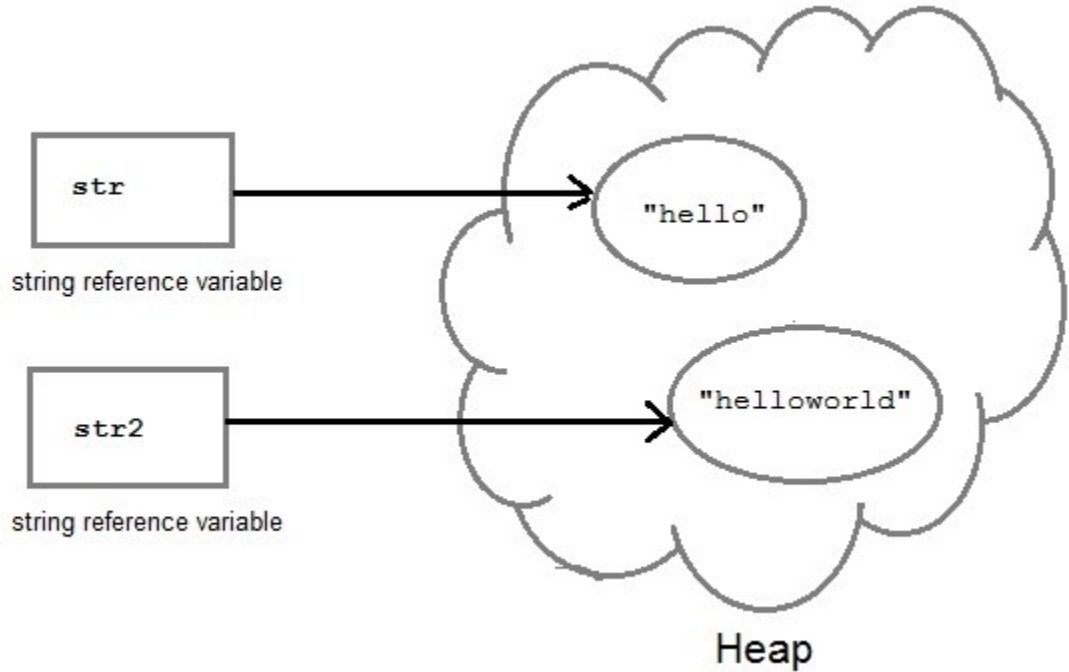 str
"hello"
string reference variable
str2
"helloworld"
string reference variable
Heap